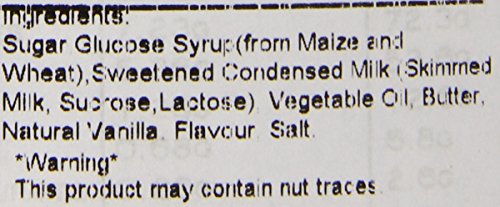 Ingredients:
Sugar Glucose Syrup(from Maize and
Wheat),Sweetened Condensed Milk (Skimmed
Milk, Sucrose,Lactose), Vegetable Oil, Butter,
Natural Vanilla. Flavour, Salt.
*Warning*
This product may contain nut traces.